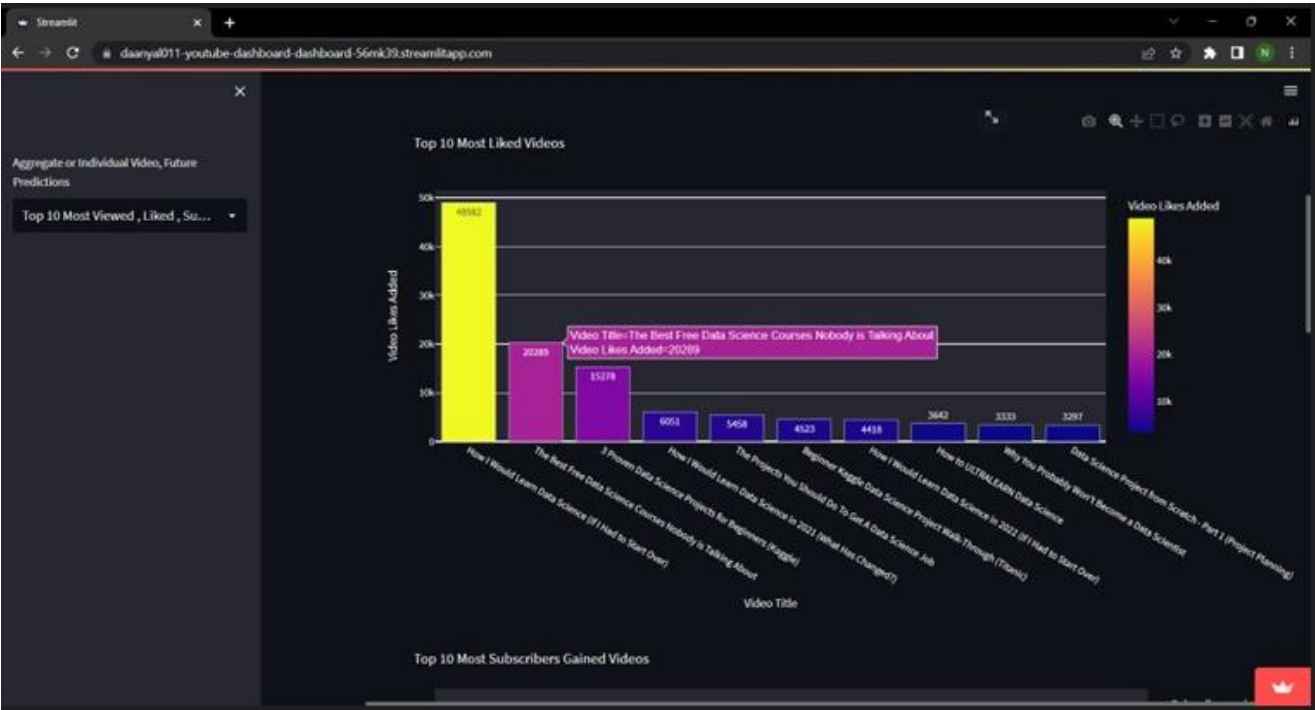 Streamlit
daanyal011-youtube-dashboard-dashboard-56mk39.streamlitapp.com
N
Aggregate or Individual Video, Future
Predictions
Top 10 Most Viewed , Liked , Su...
Top 10 Most Liked Videos
Video Likes Added
50k
40k
30k
20k
10k
0
20289
15278
6051
5458
4523
4418
3642
3333
3297
Video Title=The Best Free Data Science Courses Nobody is Talking About
Video Likes Added=20289
How I Would Learn Data Science (If I Had to Start Over)
The Best Free Data Science Courses Nobody is Talking About
3 Proven Data Science Projects for Beginners (Kaggle)
How I Would Learn Data Science in 2021 (What Has Changed?)
The Projects You Should Do To Get A Data Science Job
Beginner Kaggle Data Science Project Walk-Through (Titanic)
How I Would Learn Data Science in 2022 (If I Had to Start Over)
How to ULTRALEARN Data Science
Why You Probably Won't Become a Data Scientist
Data Science Project from Scratch - Part 1 (Project Planning)
Video Title
Video Likes Added
40k
30k
20k
10k
Top 10 Most Subscribers Gained Videos